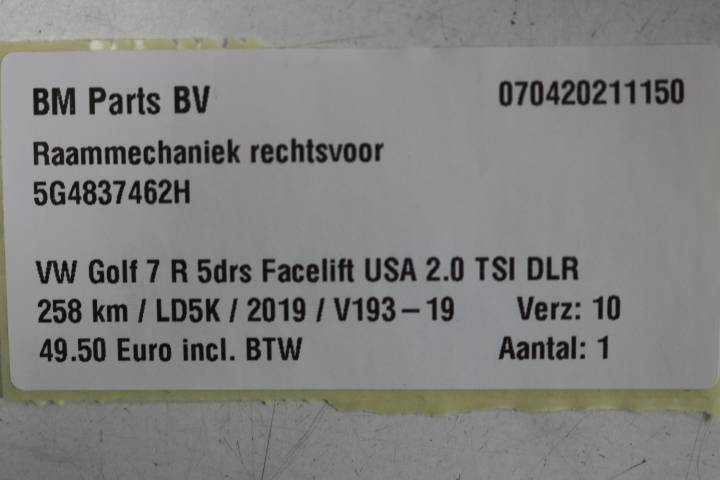 BM Parts BV 070420211150
Raammechaniek rechtsvoor
5G4837462H
VW Golf 7 R 5drs Facelift USA 2.0 TSI DLR
258 km / LD5K / 2019 / V193-19 Verz: 10
49.50 Euro incl. BTW Aantal: 1